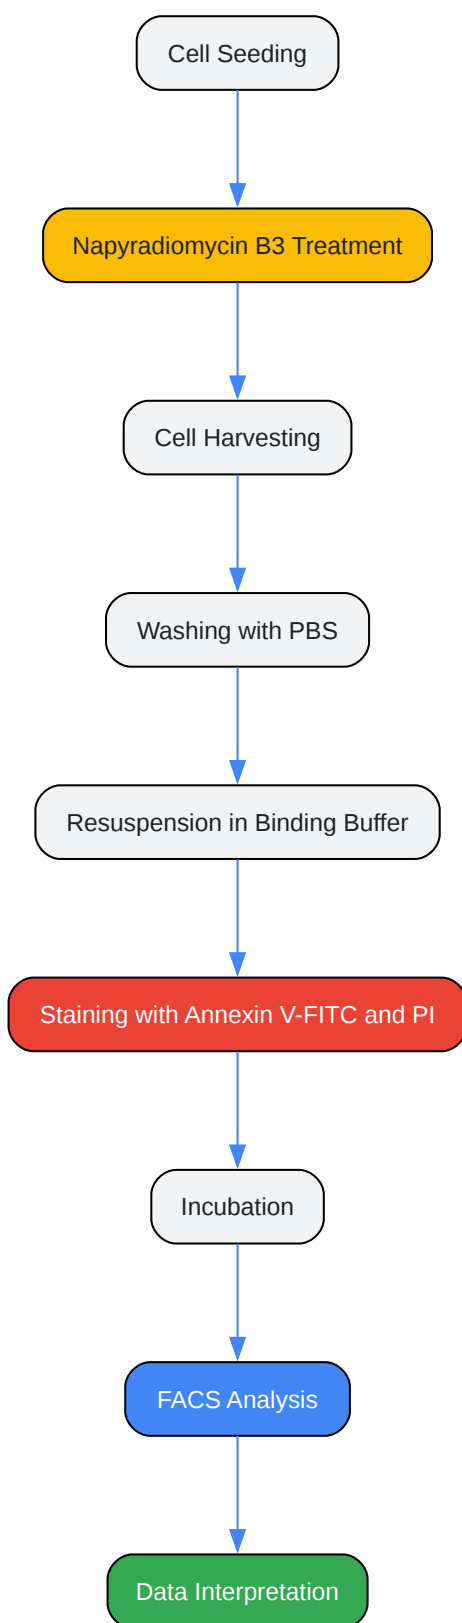 Cell Seeding
Napyradiomycin B3 Treatment
Cell Harvesting
Washing with PBS
Resuspension in Binding Buffer
Staining with Annexin V-FITC and PI
Incubation
FACS Analysis
Data Interpretation